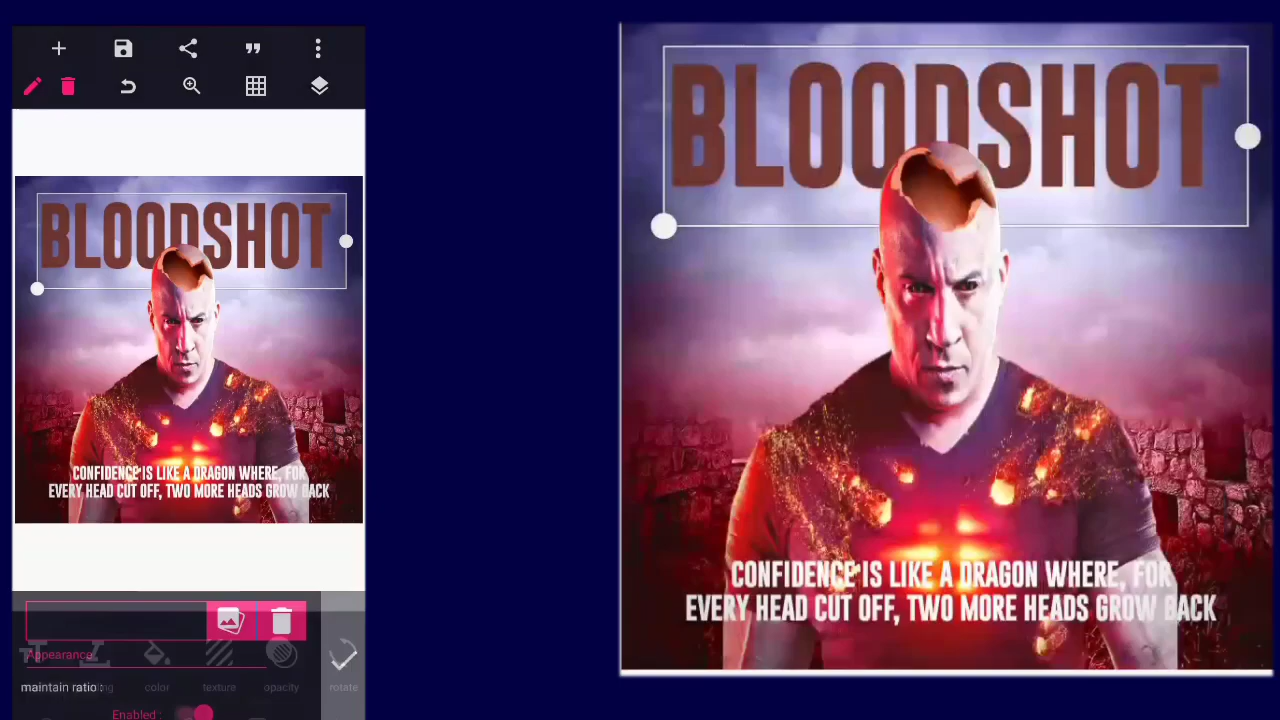 BLOODSHOT
CONFIDENCE IS LIKE A DRAGON WHERE, FOR
EVERY HEAD CUT OFF, TWO MORE HEADS GROW BACK
Appearance
maintain ratio :
color
texture
opacity
rotate
Enabled :
BLOODSHOT
CONFIDENCE IS LIKE A DRAGON WHERE, FOR
EVERY HEAD CUT OFF, TWO MORE HEADS GROW BACK